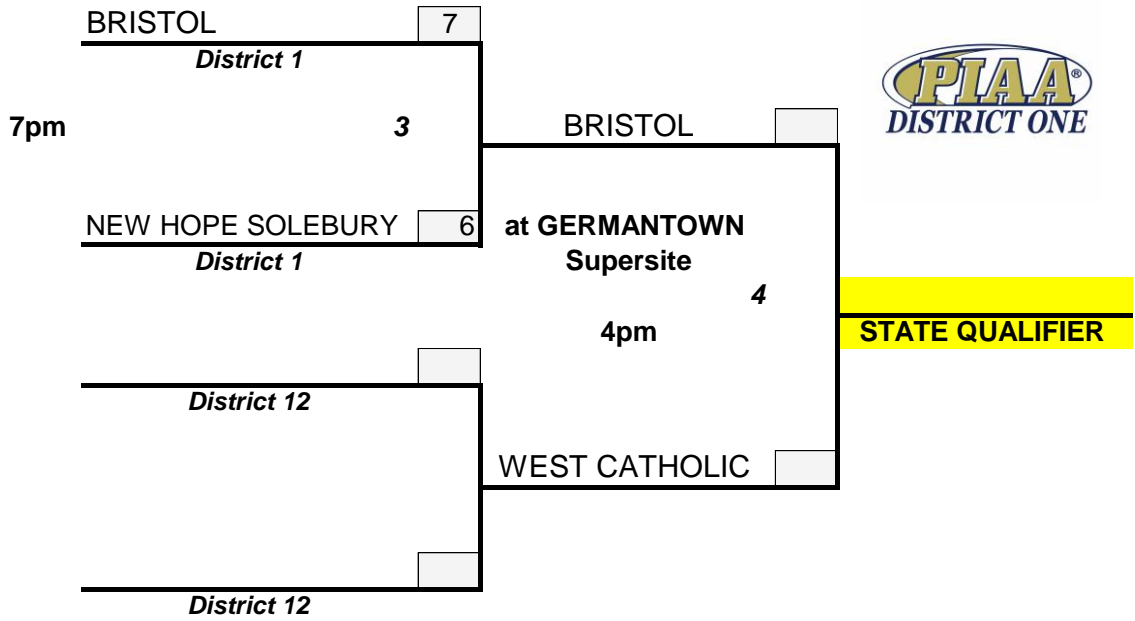 BRISTOL 7
District 1
PIAA®
DISTRICT ONE
7pm 3 BRISTOL
NEW HOPE SOLEBURY 6 at GERMANTOWN
District 1 Supersite
4
4pm STATE QUALIFIER
District 12
WEST CATHOLIC
District 12